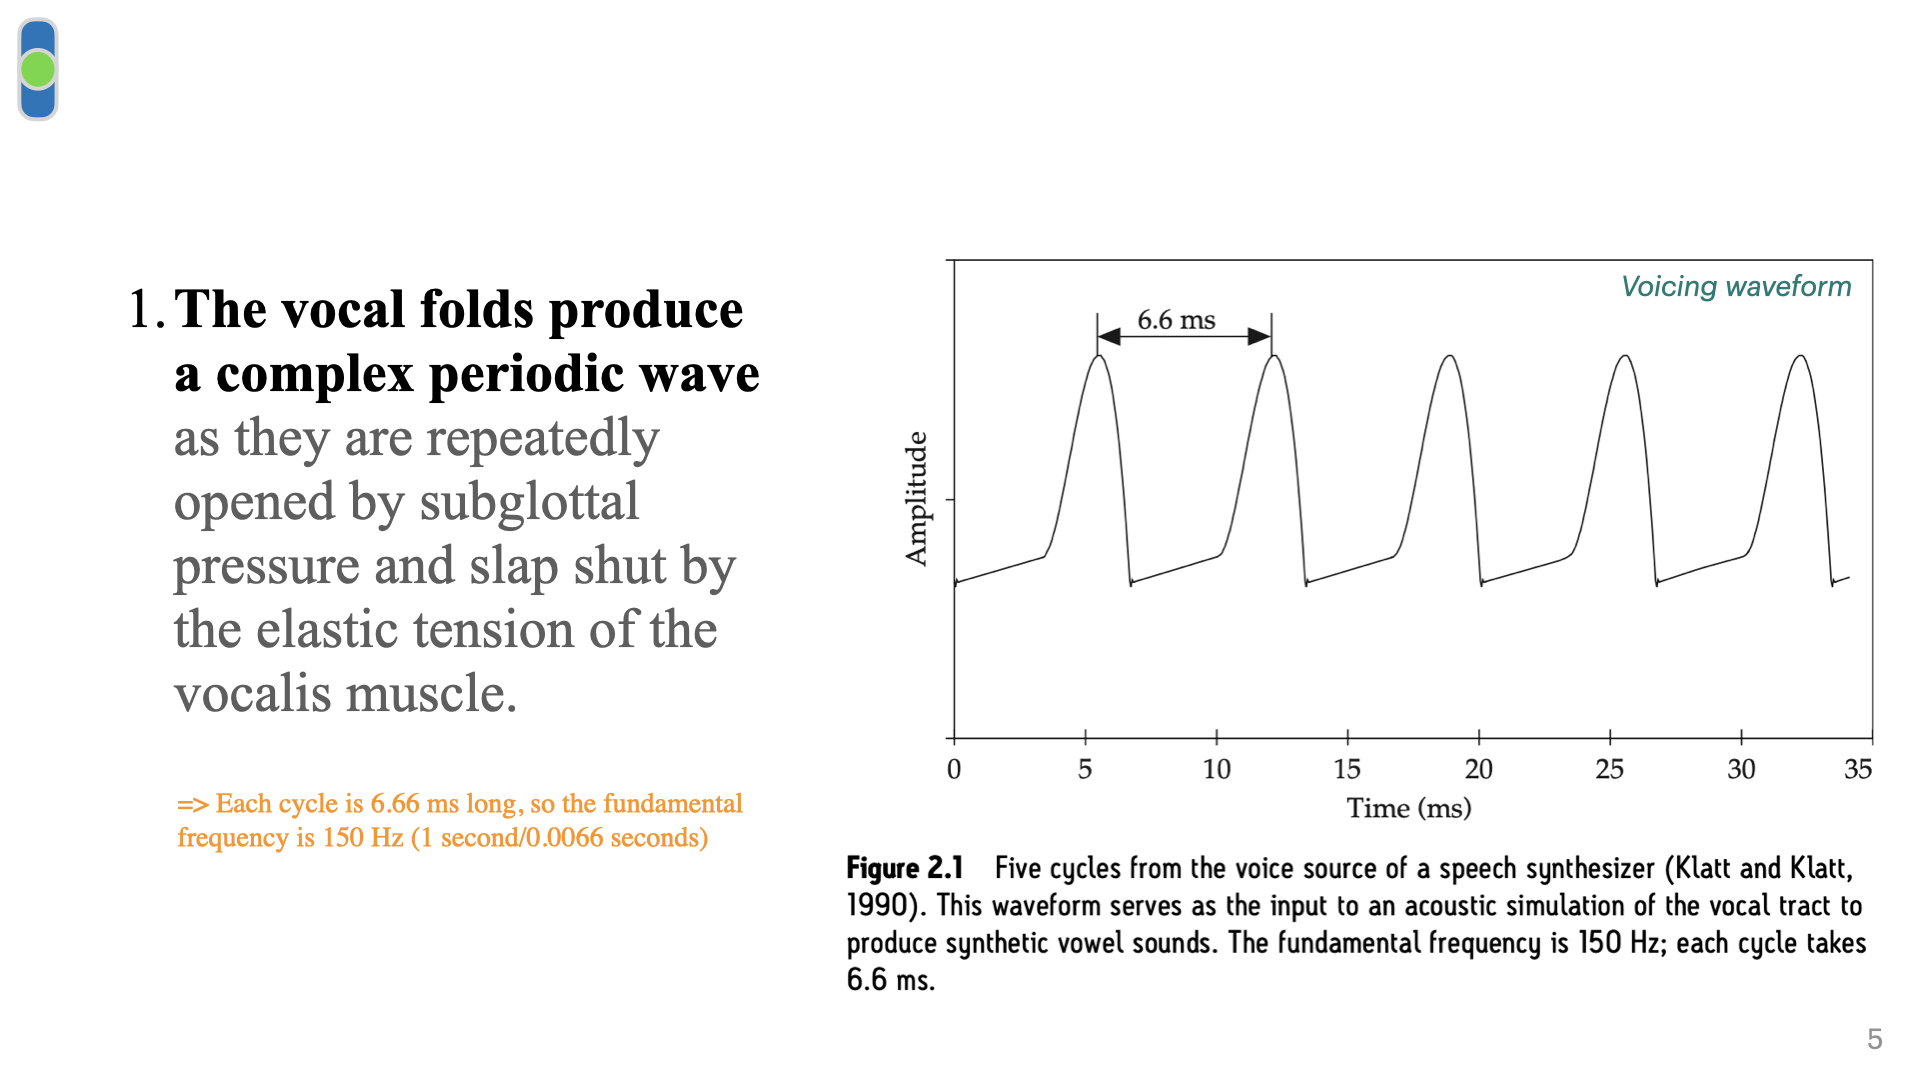 1. The vocal folds produce
a complex periodic wave
as they are repeatedly
opened by subglottal
pressure and slap shut by
the elastic tension of the
vocalis muscle.
=> Each cycle is 6.66 ms long, so the fundamental
frequency is 150 Hz (1 second/0.0066 seconds)
Voicing waveform
6.6 ms
Amplitude
0 5 10 15 20 25 30 35
Time (ms)
Figure 2.1 Five cycles from the voice source of a speech synthesizer (Klatt and Klatt,
1990). This waveform serves as the input to an acoustic simulation of the vocal tract to
produce synthetic vowel sounds. The fundamental frequency is 150 Hz; each cycle takes
6.6 ms.
5